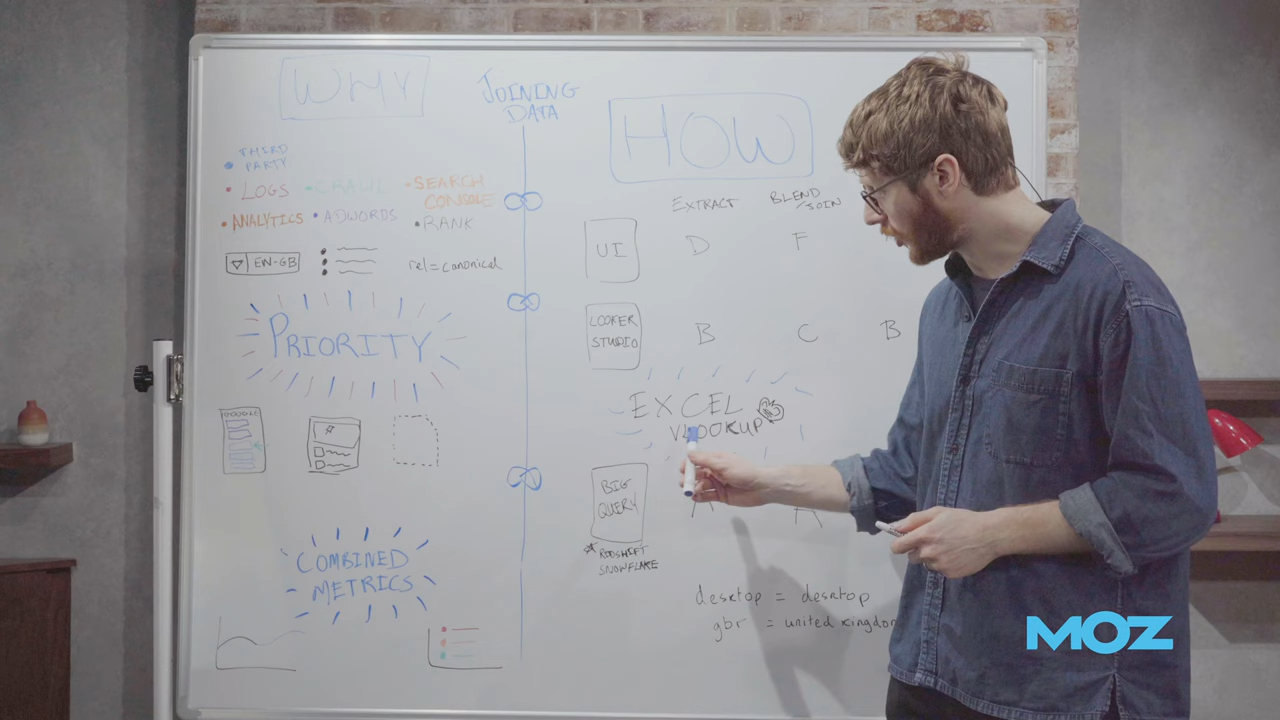 WHY
JOINING
DATA
HOW
THIRD
PARTY
LOGS
CRAWL
SEARCH
CONSOLE
ANALYTICS
ADWORDS
RANK
EN-GB
rel=canonical
PRIORITY
GOOGLE
COMBINED
METRICS
EXTRACT
BLEND
/JOIN
UI
D
F
LOOKER
STUDIO
B
C
B
EXCEL
VLOOKUP
BIG
QUERY
A
A
REDSHIFT
SNOWFLAKE
desktop = desktop
gbr = united kingdom
MOZ